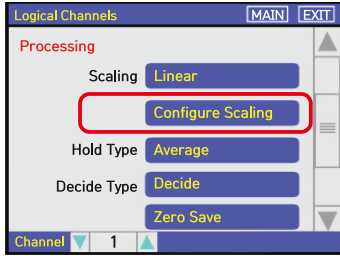 Logical Channels MAIN EXIT
Processing
Scaling Linear
Configure Scaling
Hold Type Average
Decide Type Decide
Zero Save
Channel 1